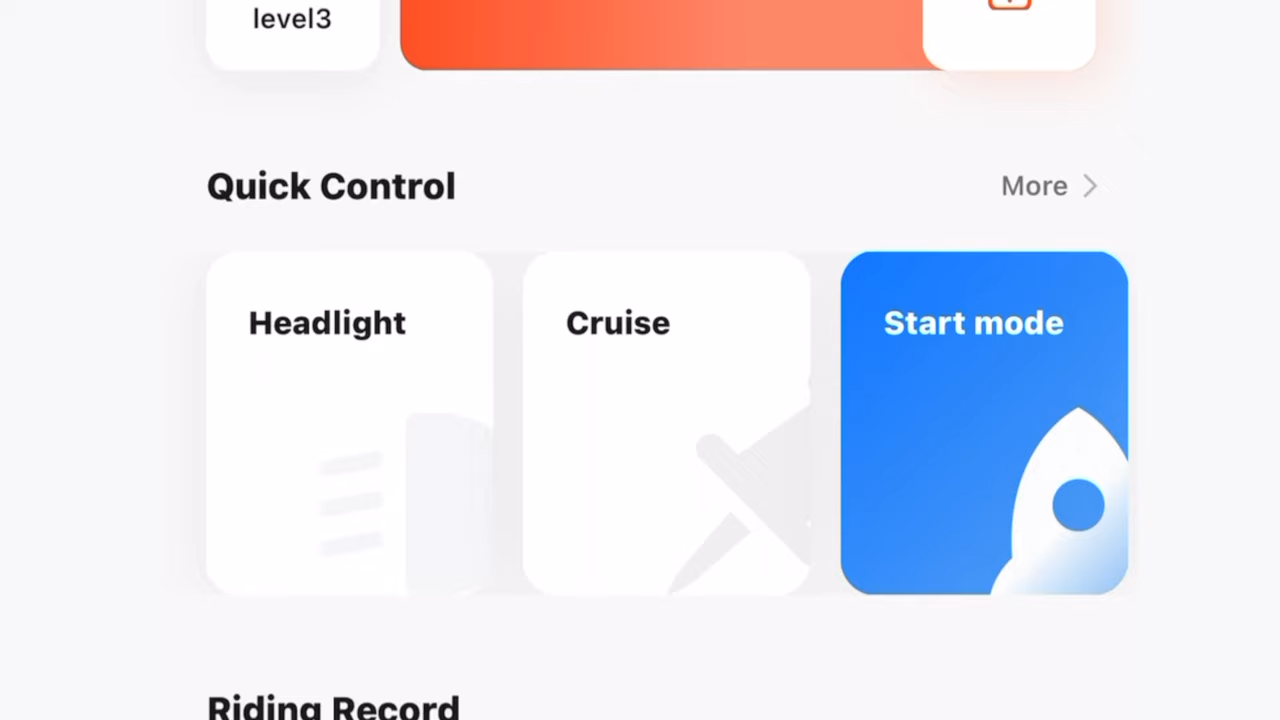 level3
Quick Control
More
Headlight
Cruise
Start mode
Riding Record